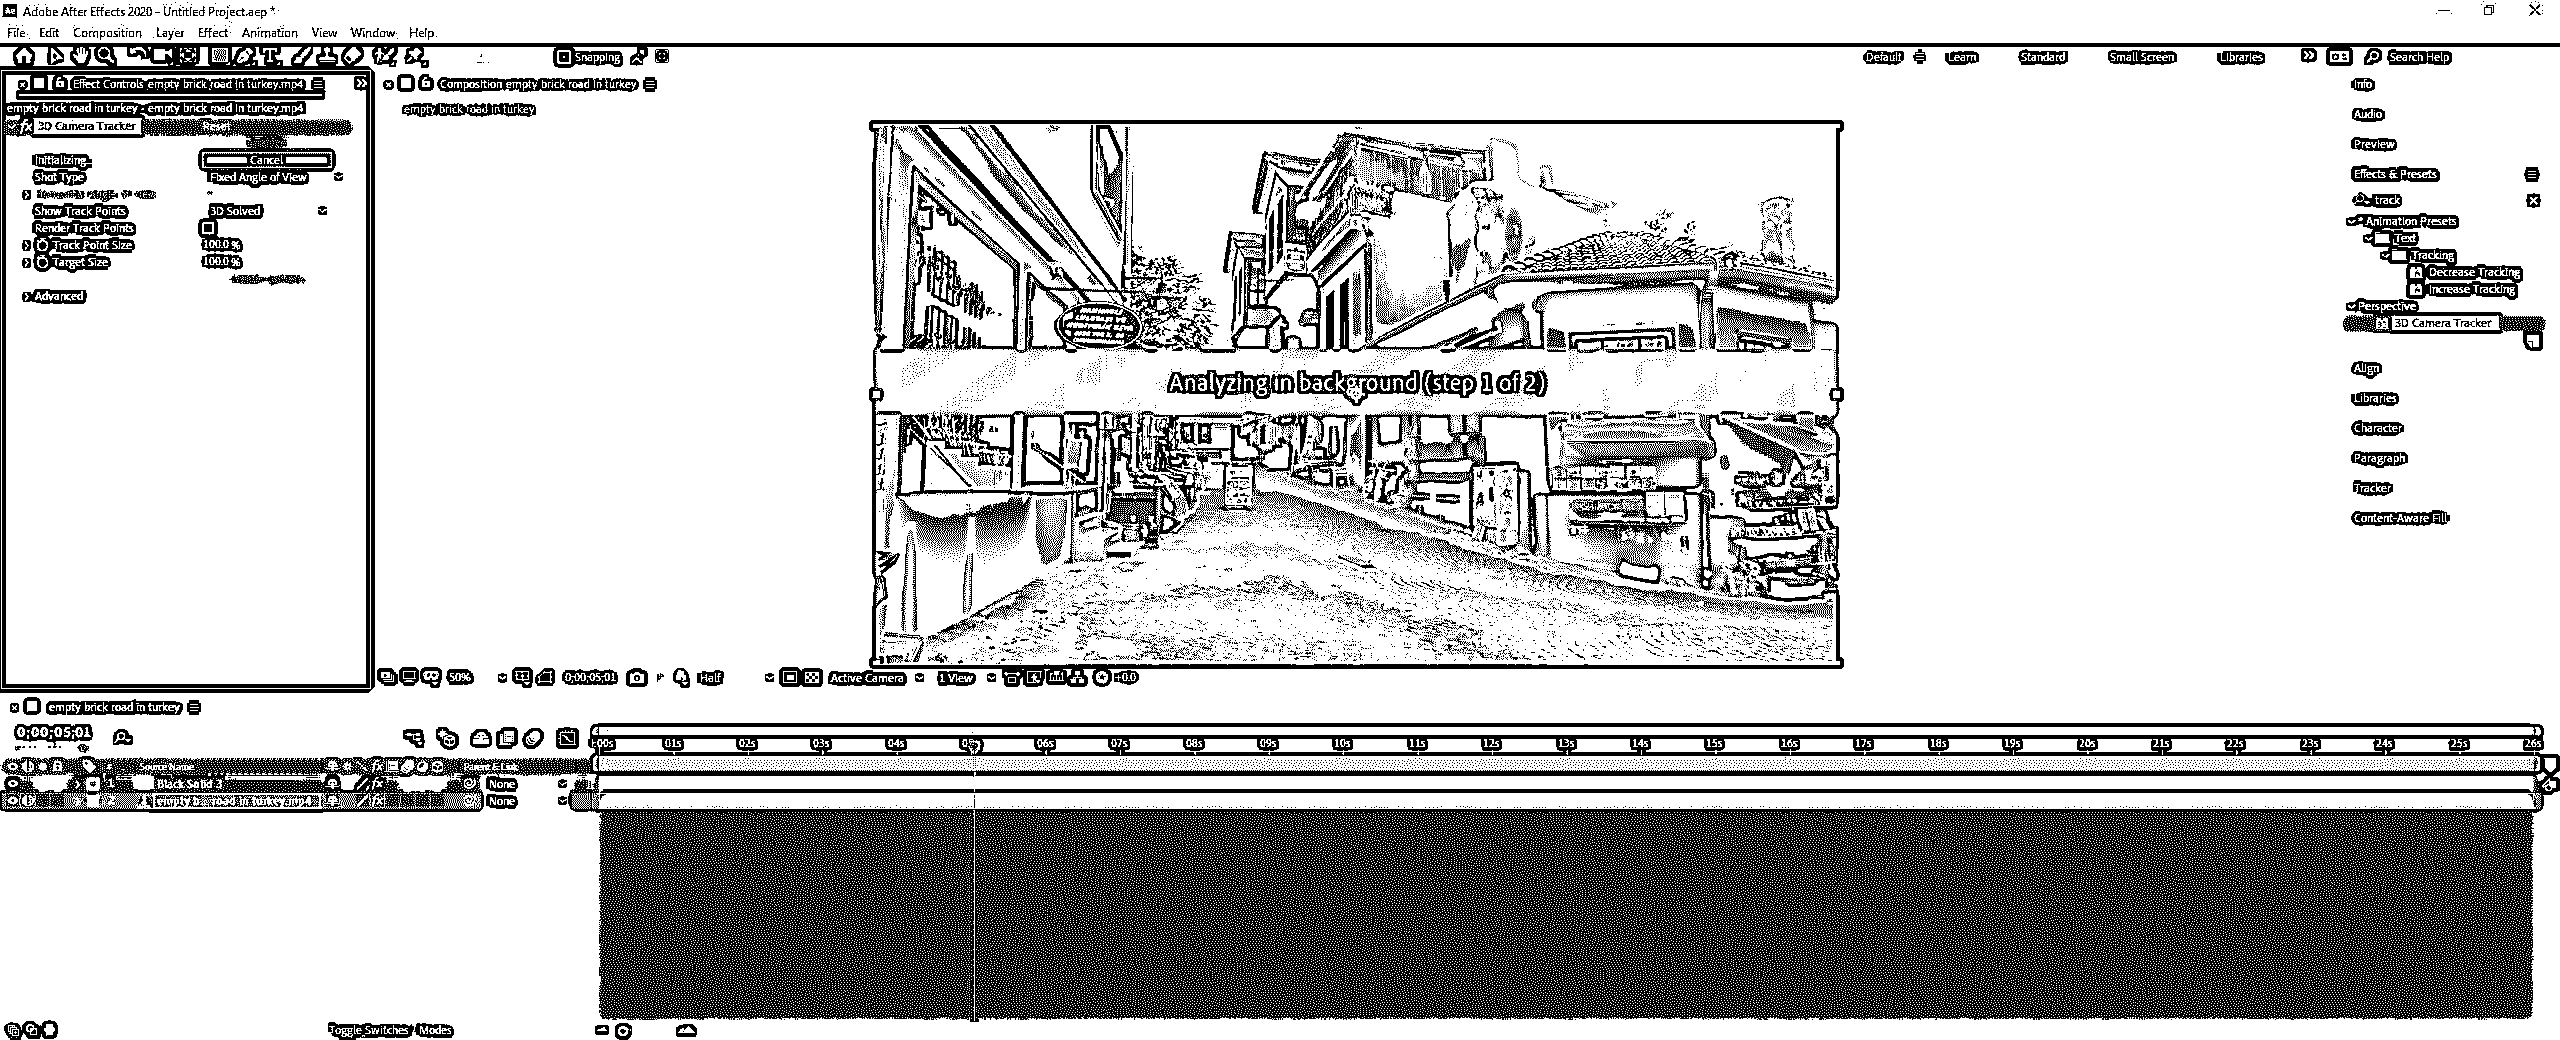 Adobe After Effects 2020 - Untitled Project.aep *
File Edit Composition Layer Effect Animation View Window Help
Snapping
Default Learn Standard Small Screen Libraries Search Help
Effect Controls empty brick road in turkey.mp4
Composition empty brick road in turkey
empty brick road in turkey · empty brick road in turkey.mp4
empty brick road in turkey
fx 3D Camera Tracker Reset
Initializing... Cancel
Shot Type Fixed Angle of View
Show Track Points 3D Solved
Render Track Points
Track Point Size 100.0 %
Target Size 100.0 %
Advanced
Analyzing in background (step 1 of 2)
Info
Audio
Preview
Effects & Presets
track
Animation Presets
Text
Tracking
Decrease Tracking
Increase Tracking
Perspective
3D Camera Tracker
Align
Libraries
Character
Paragraph
Tracker
Content-Aware Fill
50% 0;00;05;01 Half Active Camera 1 View +0.0
empty brick road in turkey
0;00;05;01
:00s 01s 02s 03s 04s 05s 06s 07s 08s 09s 10s 11s 12s 13s 14s 15s 16s 17s 18s 19s 20s 21s 22s 23s 24s 25s 26s
Black Solid 3 None
empty b...road in turkey.mp4 None
Toggle Switches / Modes